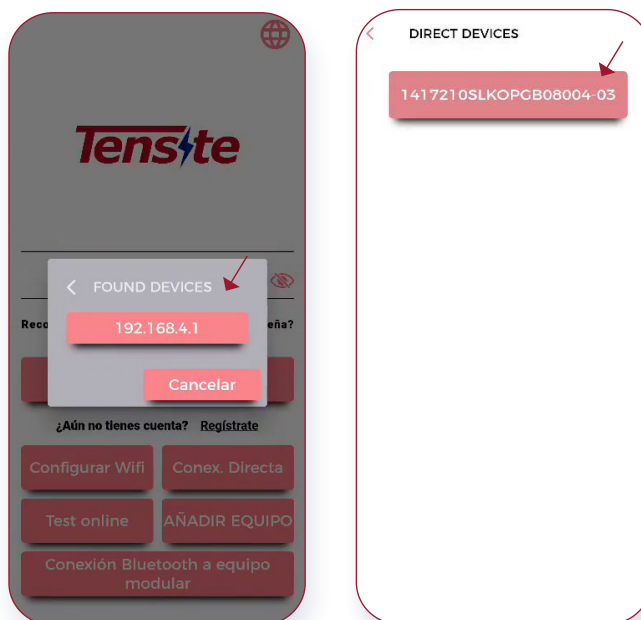 Tensite
FOUND DEVICES
Reco
eña?
192.168.4.1
Cancelar
¿Aún no tienes cuenta? Regístrate
Configurar Wifi
Conex. Directa
Test online
AÑADIR EQUIPO
Conexión Bluetooth a equipo
modular
DIRECT DEVICES
1417210SLKOPGB08004-03